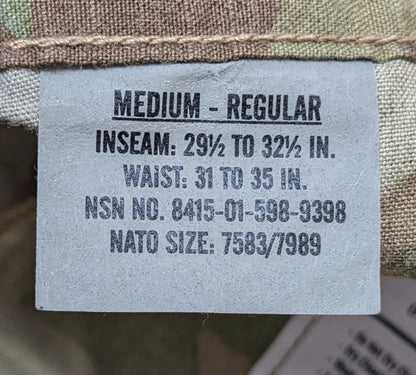 MEDIUM - REGULAR
INSEAM: 29½ TO 32½ IN.
WAIST: 31 TO 35 IN.
NSN NO. 8415-01-598-9398
NATO SIZE: 7583/7989